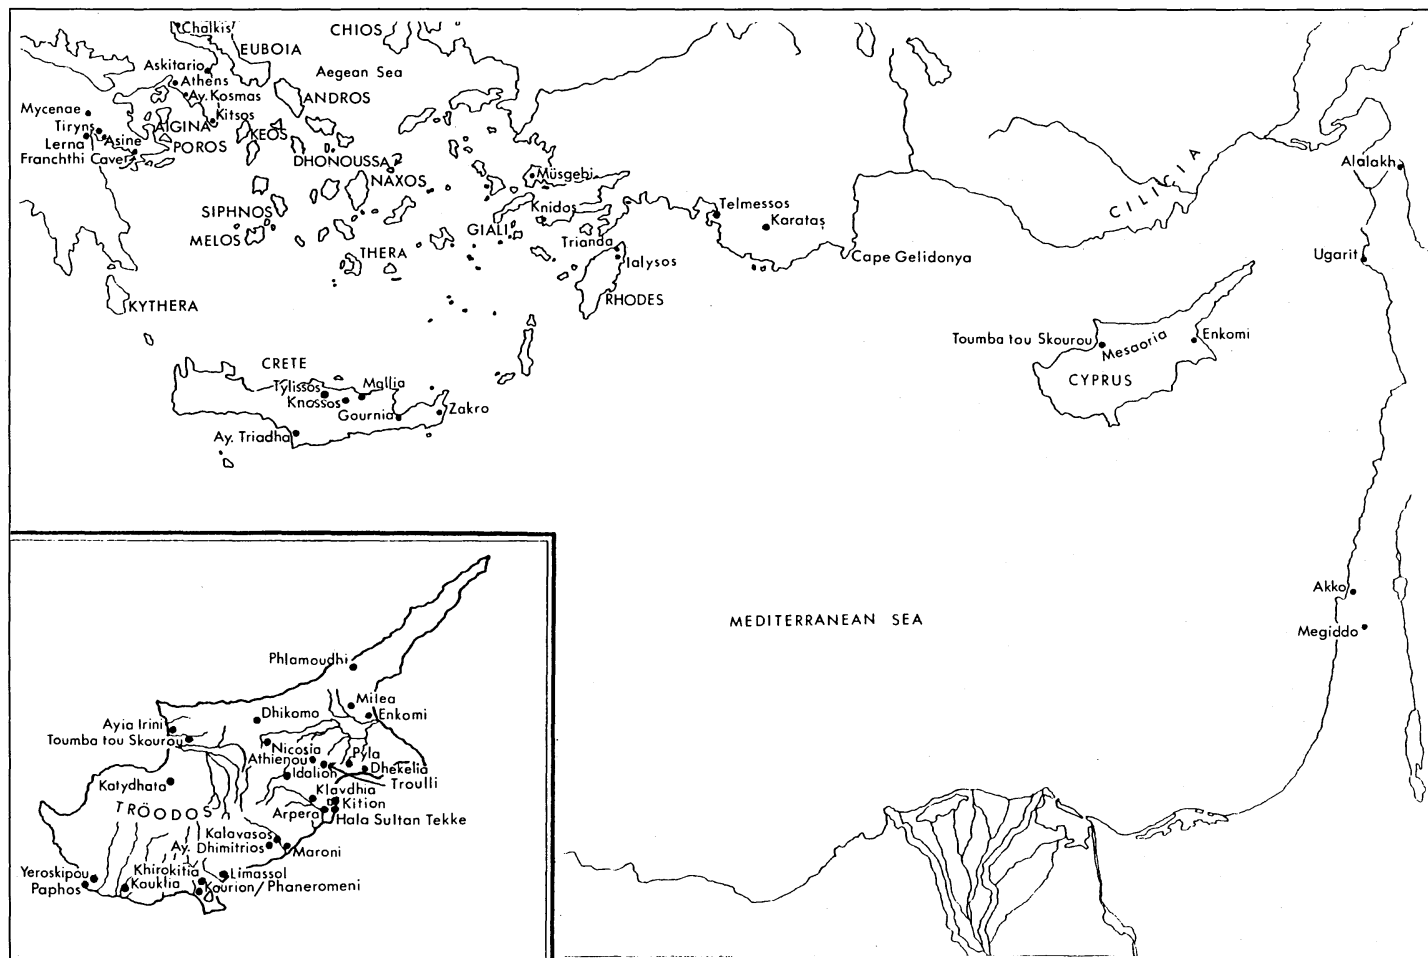 Chalkis
EUBOIA
CHIOS
Askitario
Aegean Sea
Athens
Ay. Kosmas
ANDROS
Mycenae
Kitsos
Tiryns
AIGINA
KEOS
Asine
Lerna
POROS
Franchthi Cave
DHONOUSSA
NAXOS
Müsgebi
SIPHNOS
Knidos
MELOS
GIALI
THERA
Trianda
Ialysos
RHODES
KYTHERA
Telmessos
Karataş
Cape Gelidonya
CILICIA
Alalakh
Ugarit
Toumba tou Skourou
Mesaoria
Enkomi
CYPRUS
CRETE
Tylissos
Mallia
Knossos
Gournia
Zakro
Ay. Triadha
MEDITERRANEAN SEA
Akko
Megiddo
Phlamoudhi
Milea
Enkomi
Dhikomo
Ayia Irini
Toumba tou Skourou
Nicosia
Athienou
Pyla
Dhekelia
Idalion
Troulli
Katydhata
Klavdhia
Kition
TRÖODOS
Arpera
Hala Sultan Tekke
Kalavasos
Ay. Dhimitrios
Maroni
Yeroskipou
Khirokitia
Limassol
Paphos
Kouklia
Kourion/Phaneromeni